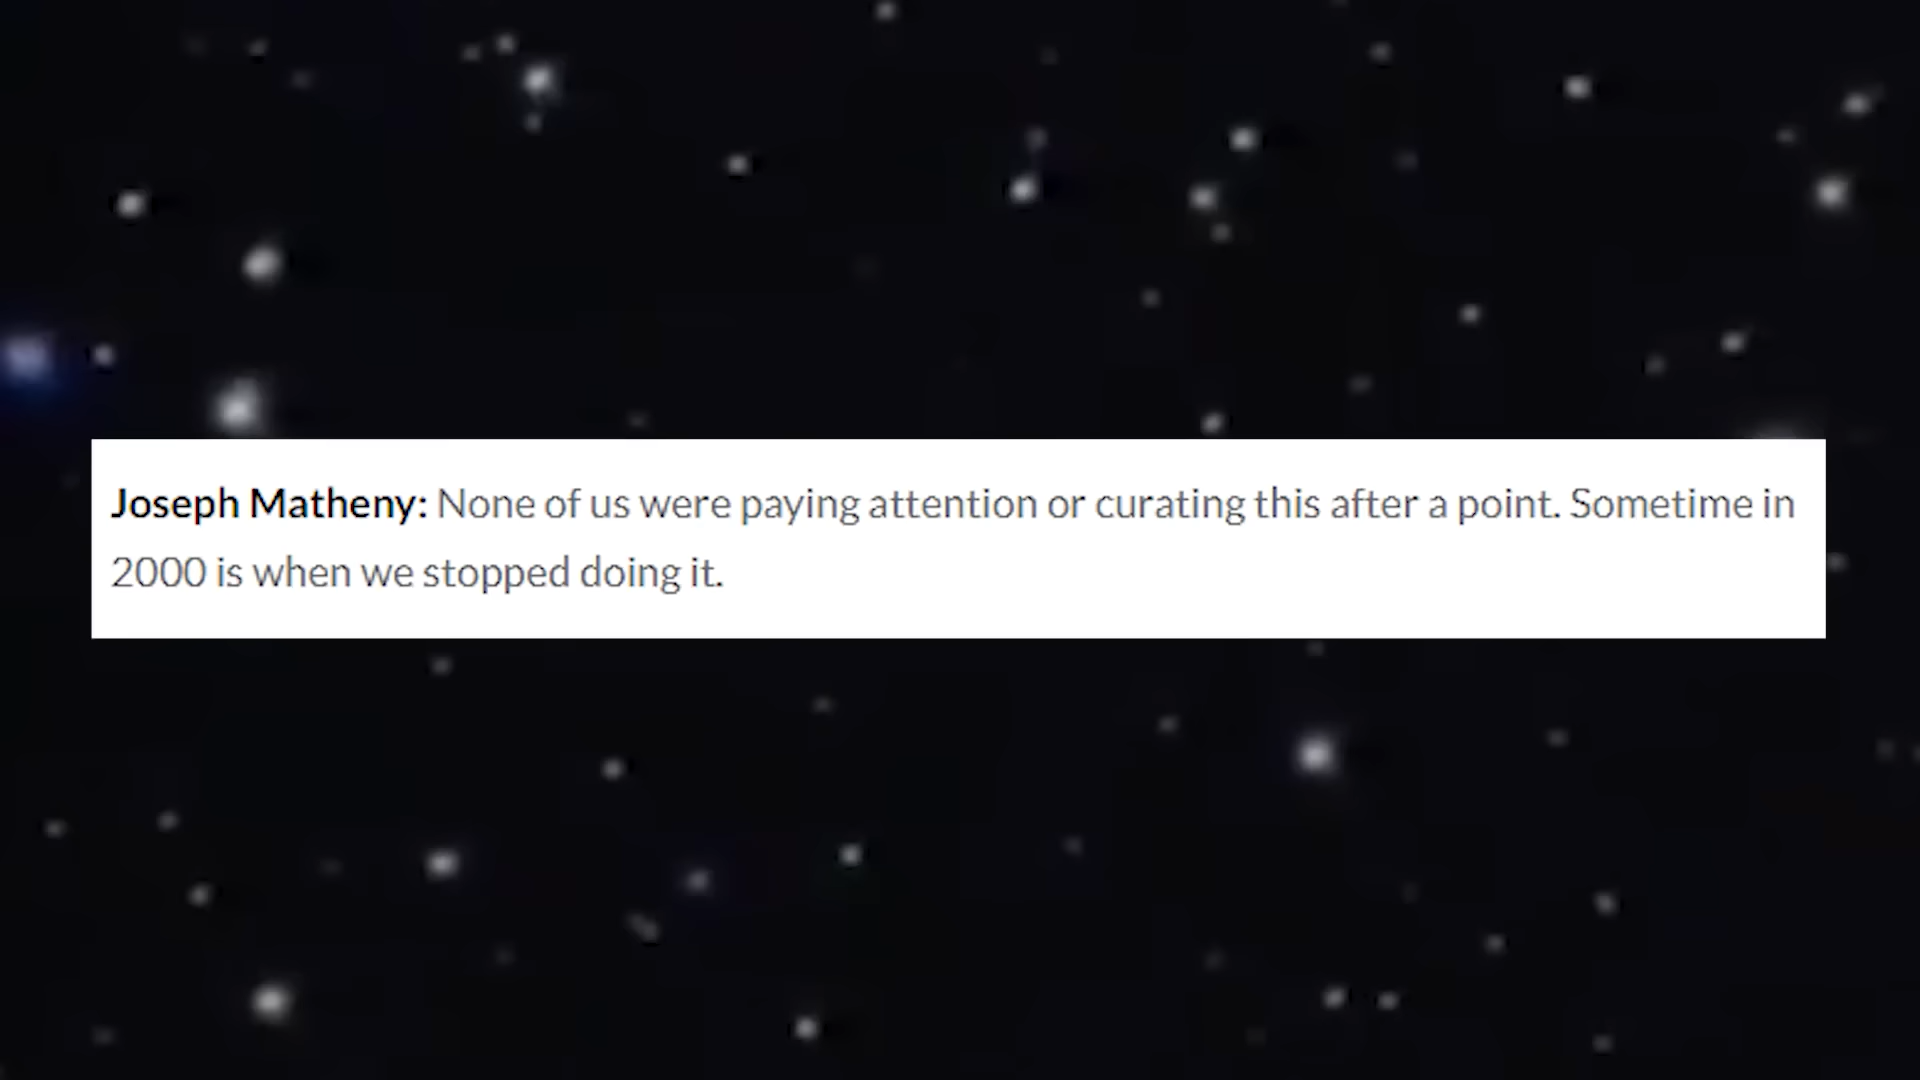 Joseph Matheny: None of us were paying attention or curating this after a point. Sometime in
2000 is when we stopped doing it.